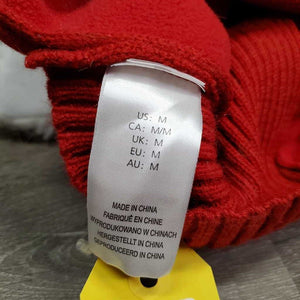 US: M
CA: M/M
UK: M
EU: M
AU: M
MADE IN CHINA
FABRIQUÉ EN CHINE
WYPRODUKOWANO W CHINACH
HERGESTELLT IN CHINA
GEPRODUCEERD IN CHINA